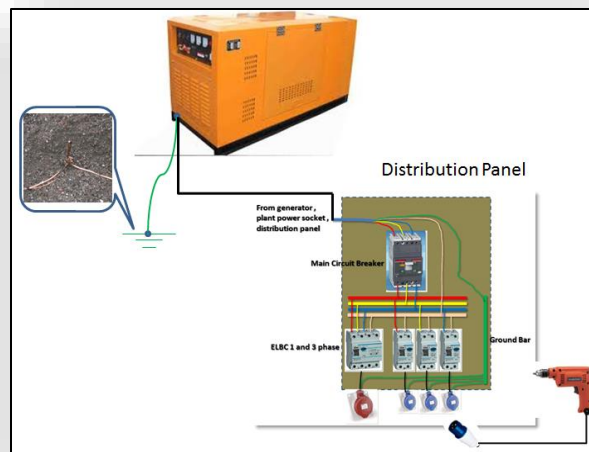 Distribution Panel
From generator ,
plant power socket ,
distribution panel
Main Circuit Breaker
ELBC 1 and 3 phase
Ground Bar